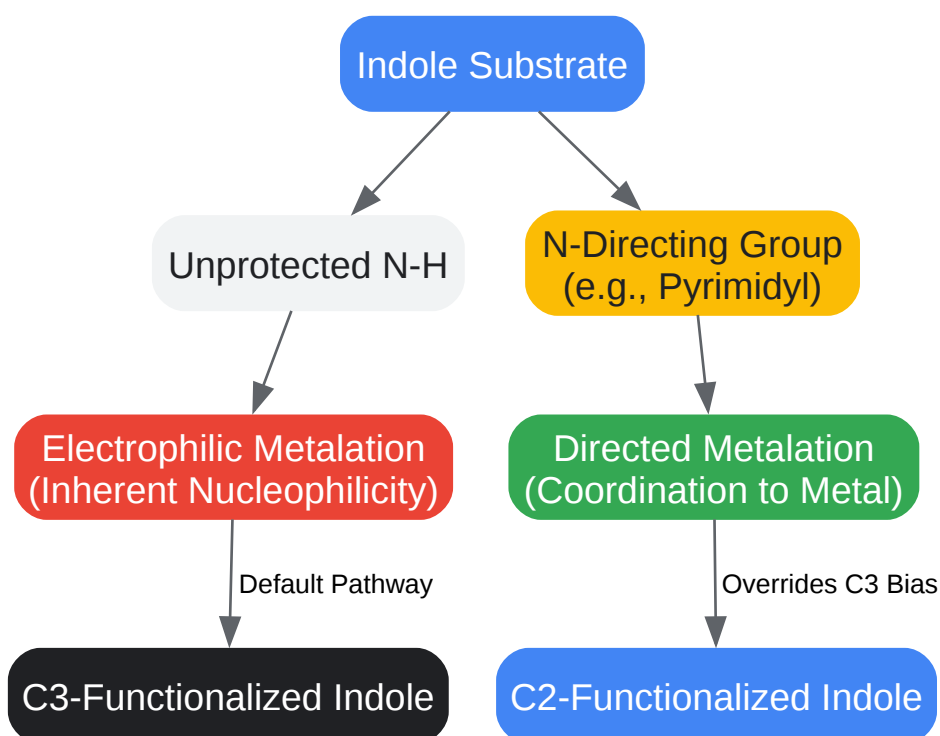 Indole Substrate
Unprotected N-H
N-Directing Group
(e.g., Pyrimidyl)
Electrophilic Metalation
(Inherent Nucleophilicity)
Directed Metalation
(Coordination to Metal)
Default Pathway
Overrides C3 Bias
C3-Functionalized Indole
C2-Functionalized Indole